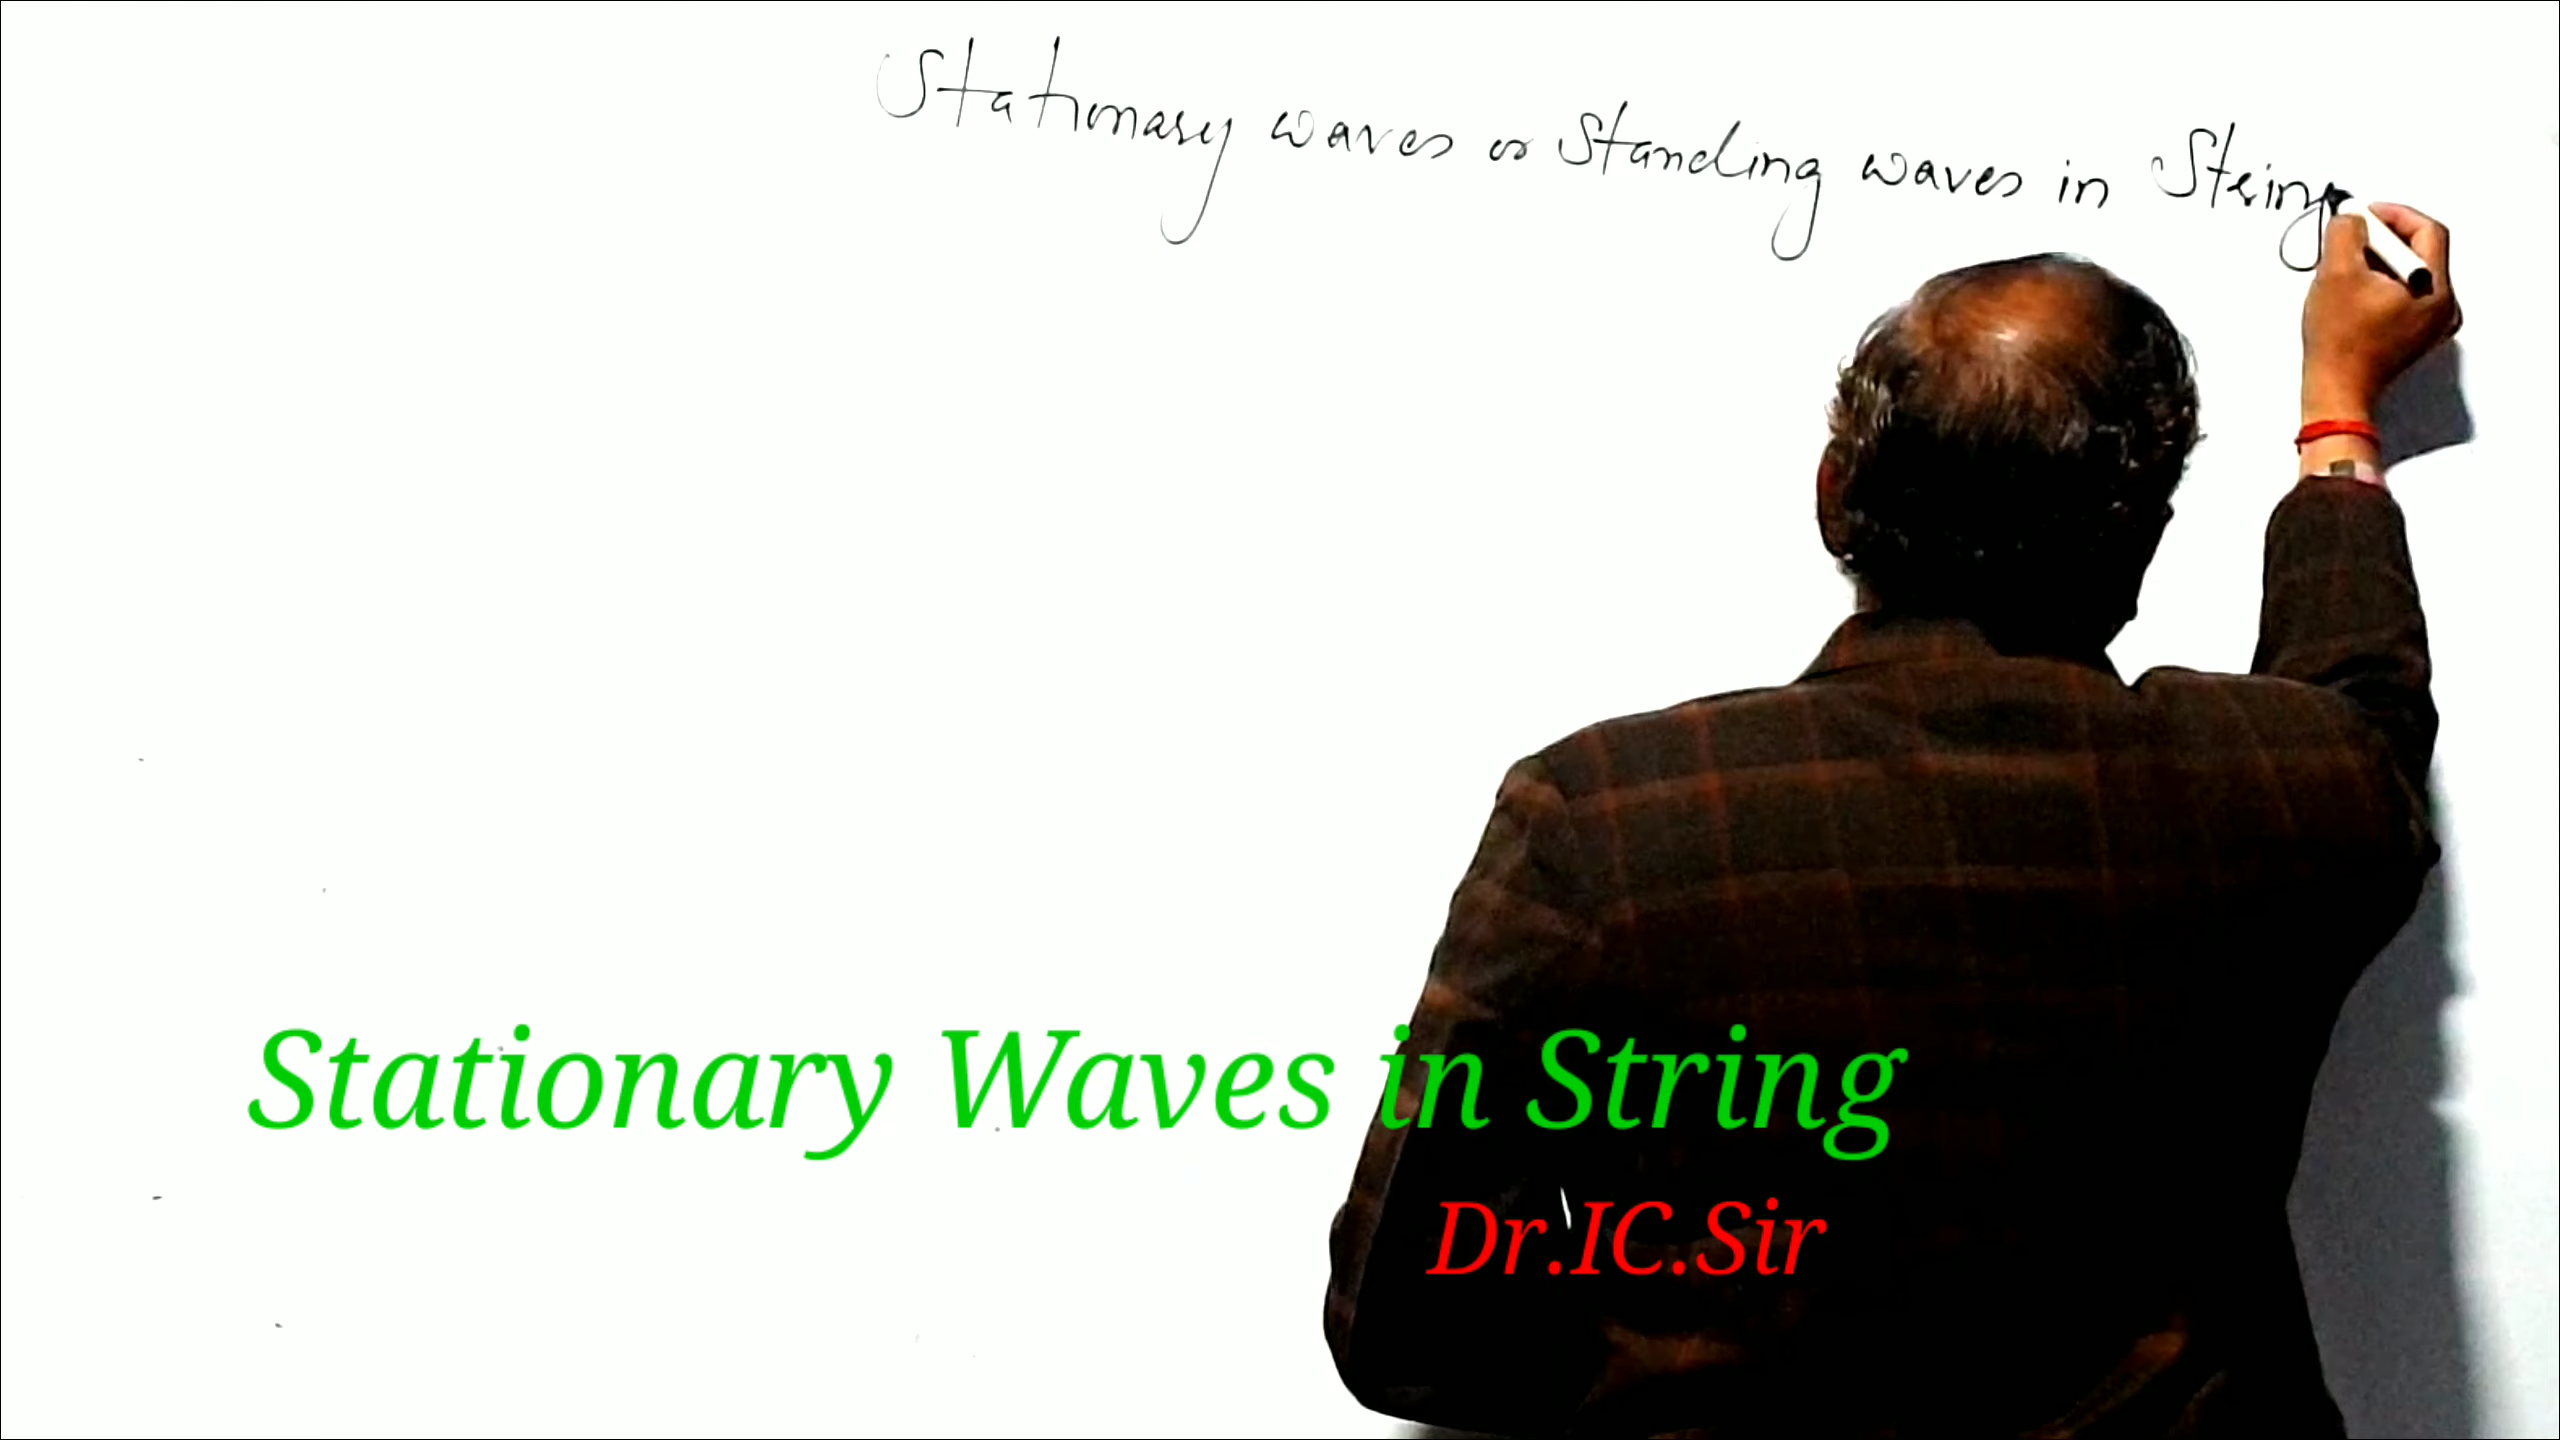 Stationary waves or Standing waves in String
Stationary Waves in String
Dr.IC.Sir